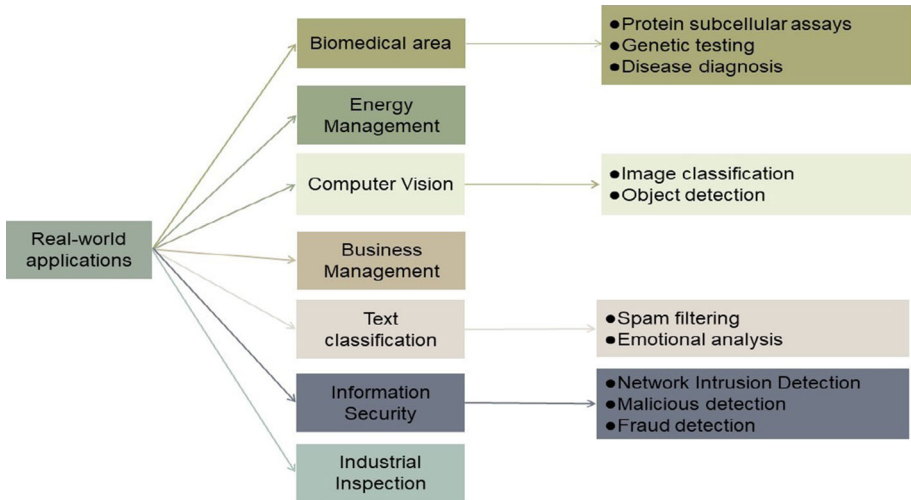 Real-world
applications
Biomedical area
●Protein subcellular assays
●Genetic testing
●Disease diagnosis
Energy
Management
Computer Vision
●Image classification
●Object detection
Business
Management
Text
classification
●Spam filtering
●Emotional analysis
Information
Security
●Network Intrusion Detection
●Malicious detection
●Fraud detection
Industrial
Inspection